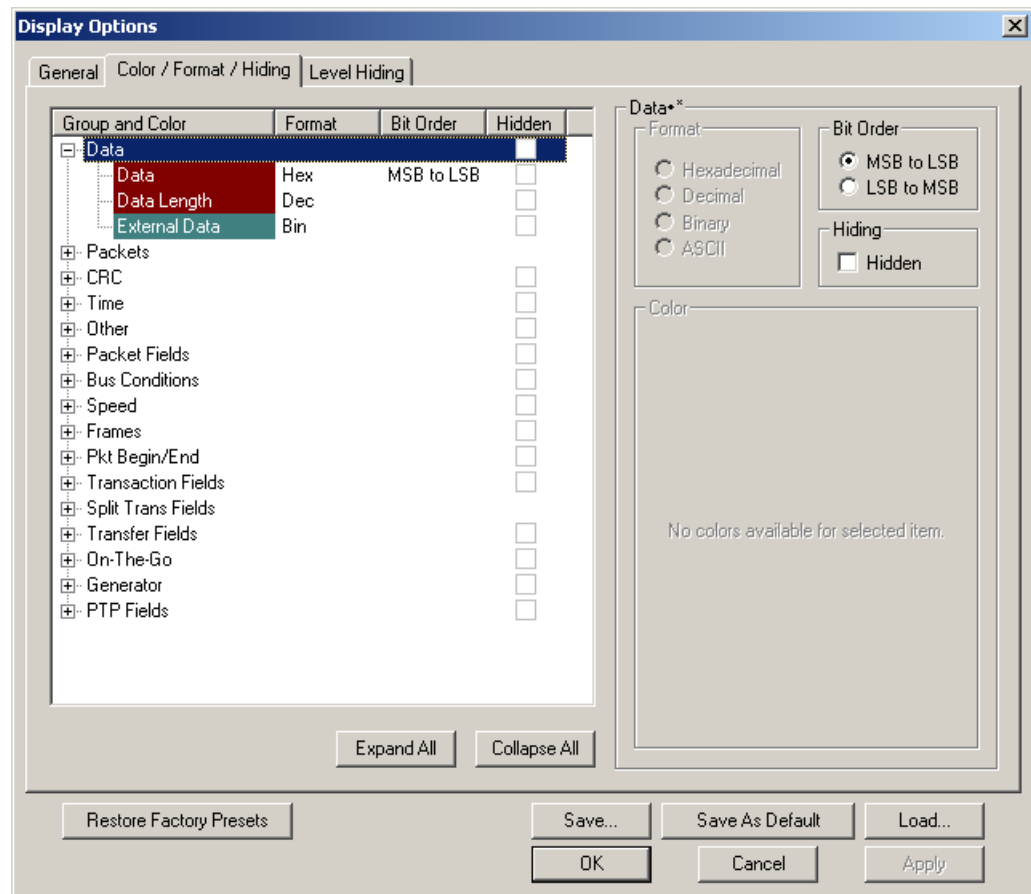 Display Options
General Color / Format / Hiding Level Hiding
Group and Color Format Bit Order Hidden
Data
Data Hex MSB to LSB
Data Length Dec
External Data Bin
Packets
CRC
Time
Other
Packet Fields
Bus Conditions
Speed
Frames
Pkt Begin/End
Transaction Fields
Split Trans Fields
Transfer Fields
On-The-Go
Generator
PTP Fields
Expand All Collapse All
Data•*
Format
Hexadecimal
Decimal
Binary
ASCII
Bit Order
MSB to LSB
LSB to MSB
Hiding
Hidden
Color
No colors available for selected item.
Restore Factory Presets Save... Save As Default Load...
OK Cancel Apply